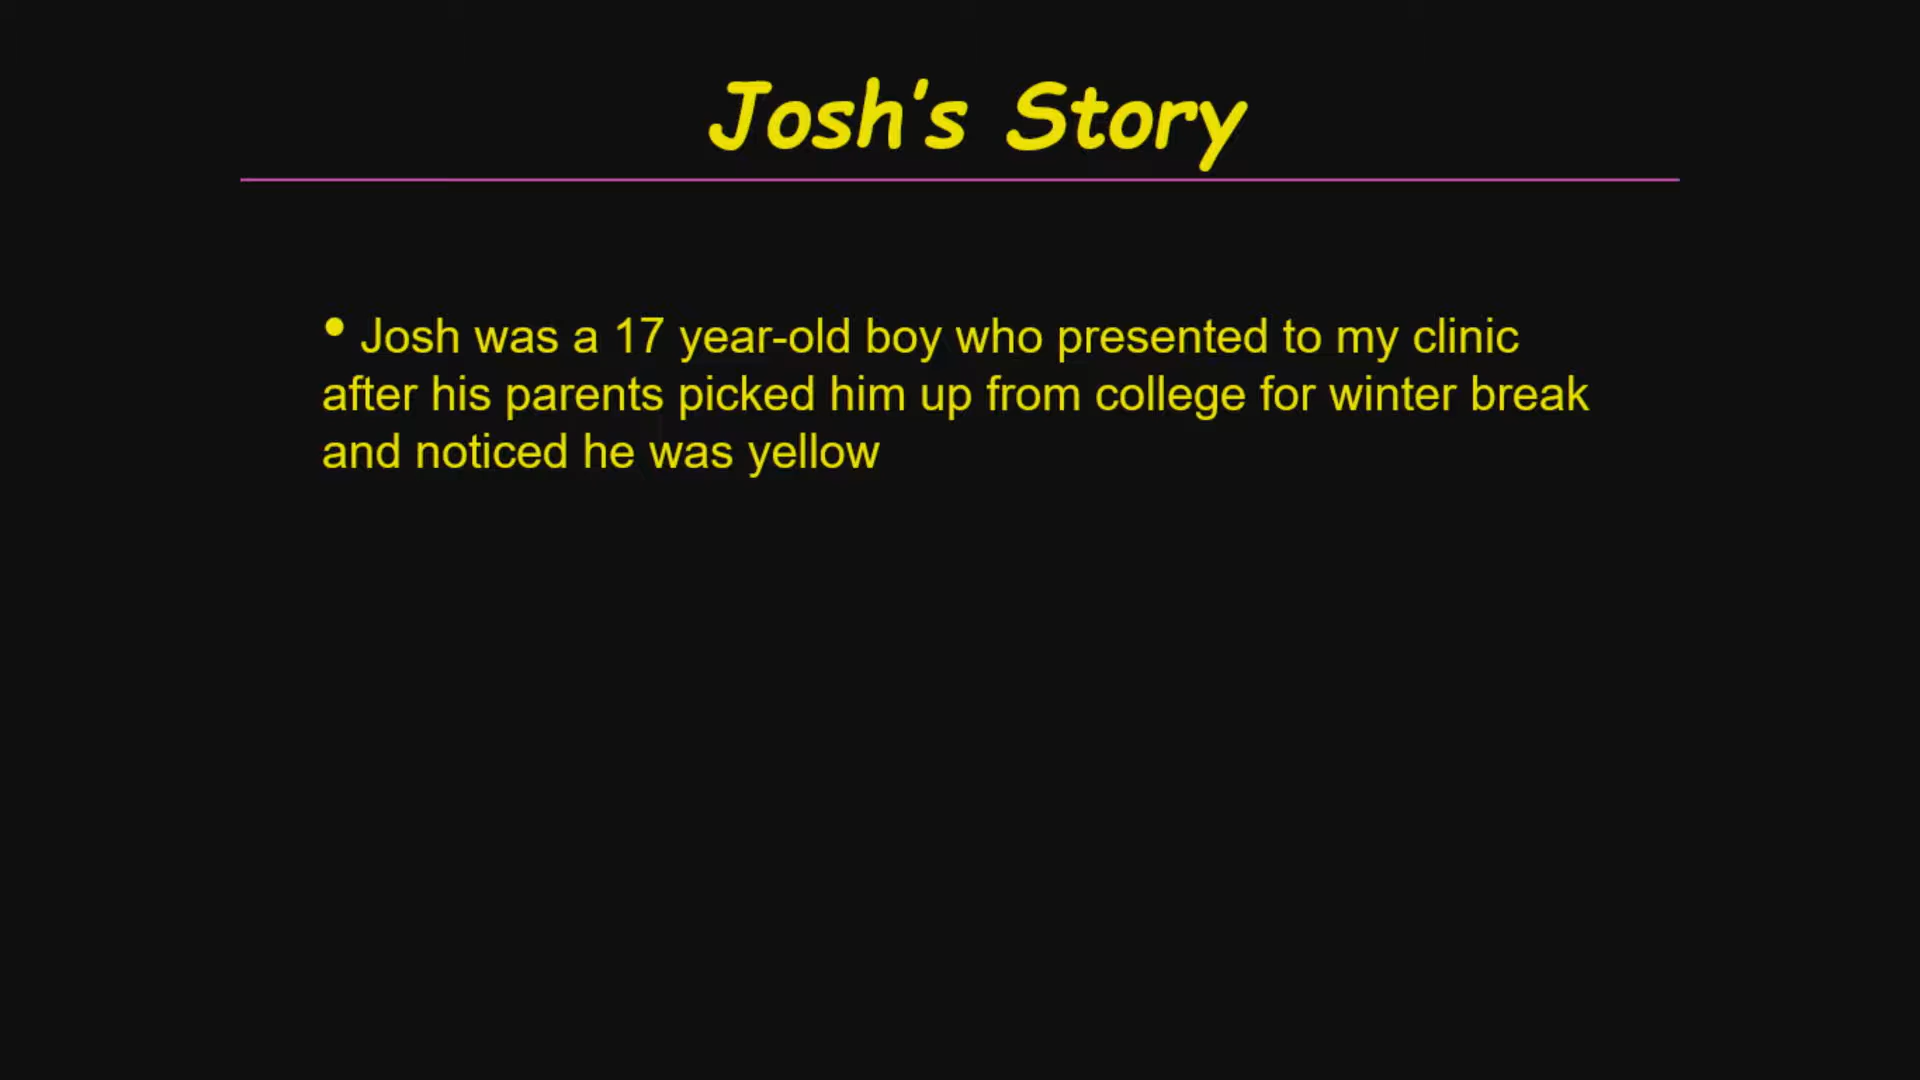 Josh's Story
• Josh was a 17 year-old boy who presented to my clinic
after his parents picked him up from college for winter break
and noticed he was yellow